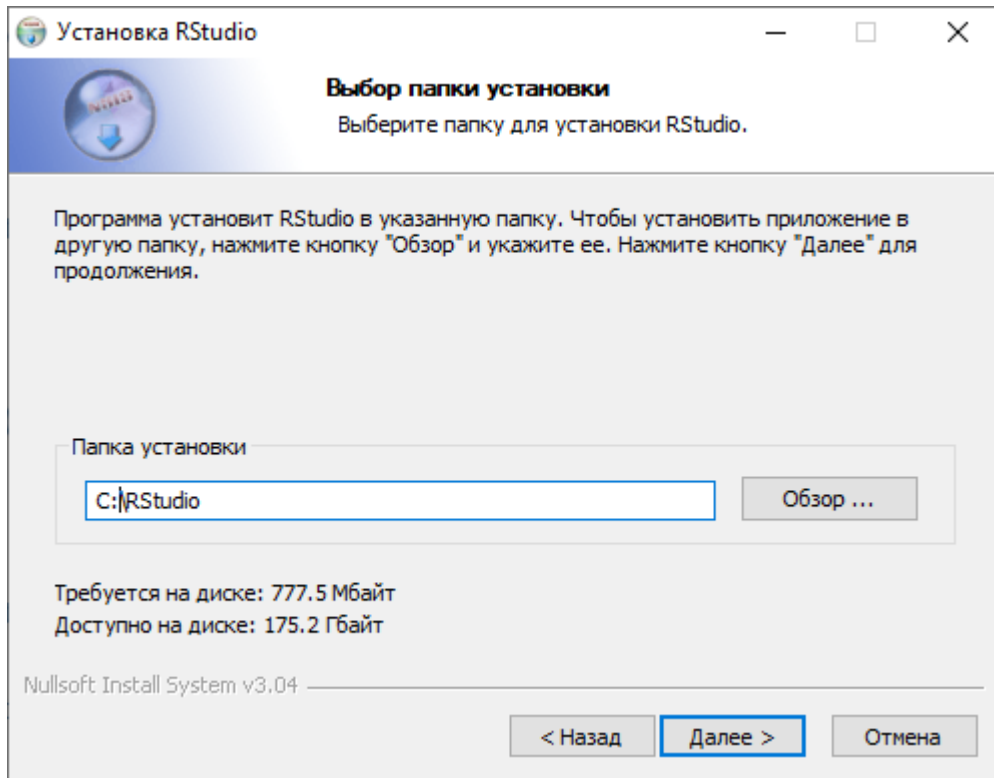 Установка RStudio
Выбор папки установки
Выберите папку для установки RStudio.
Программа установит RStudio в указанную папку. Чтобы установить приложение в
другую папку, нажмите кнопку "Обзор" и укажите ее. Нажмите кнопку "Далее" для
продолжения.
Папка установки
C:\RStudio
Обзор ...
Требуется на диске: 777.5 Мбайт
Доступно на диске: 175.2 Гбайт
Nullsoft Install System v3.04
< Назад
Далее >
Отмена